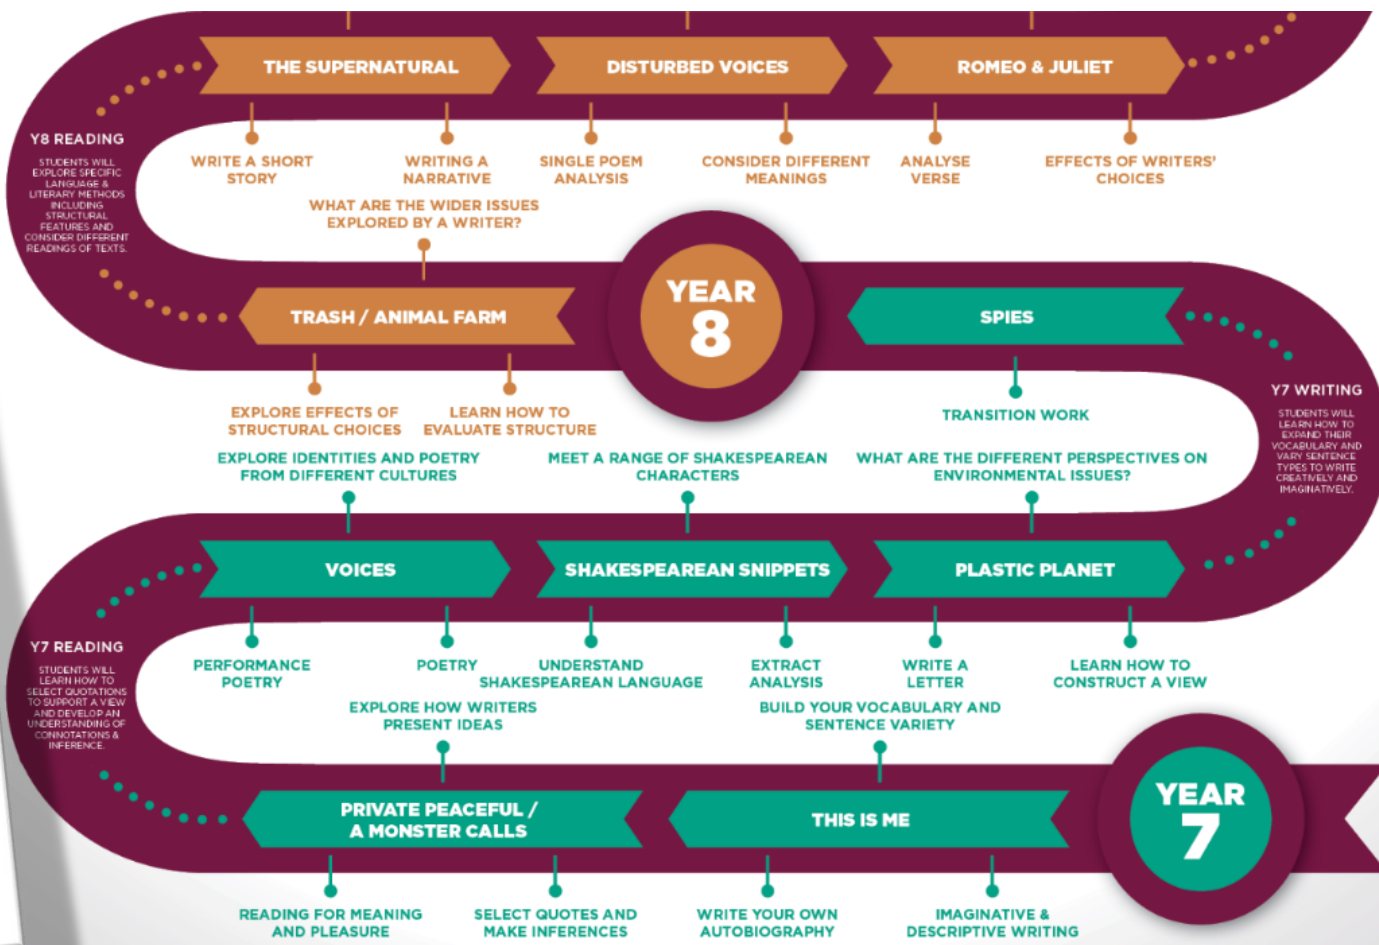 THE SUPERNATURAL
DISTURBED VOICES
ROMEO & JULIET
Y8 READING
STUDENTS WILL
EXPLORE SPECIFIC
LANGUAGE &
LITERARY METHODS
INCLUDING
STRUCTURAL
FEATURES AND
CONSIDER DIFFERENT
READINGS OF TEXTS.
WRITE A SHORT
STORY
WRITING A
NARRATIVE
SINGLE POEM
ANALYSIS
CONSIDER DIFFERENT
MEANINGS
ANALYSE
VERSE
EFFECTS OF WRITERS'
CHOICES
WHAT ARE THE WIDER ISSUES
EXPLORED BY A WRITER?
TRASH / ANIMAL FARM
YEAR
8
SPIES
EXPLORE EFFECTS OF
STRUCTURAL CHOICES
LEARN HOW TO
EVALUATE STRUCTURE
TRANSITION WORK
Y7 WRITING
STUDENTS WILL
LEARN HOW TO
EXPAND THEIR
VOCABULARY AND
VARY SENTENCE
TYPES TO WRITE
CREATIVELY AND
IMAGINATIVELY.
EXPLORE IDENTITIES AND POETRY
FROM DIFFERENT CULTURES
MEET A RANGE OF SHAKESPEAREAN
CHARACTERS
WHAT ARE THE DIFFERENT PERSPECTIVES ON
ENVIRONMENTAL ISSUES?
VOICES
SHAKESPEAREAN SNIPPETS
PLASTIC PLANET
Y7 READING
STUDENTS WILL
LEARN HOW TO
SELECT QUOTATIONS
TO SUPPORT A VIEW
AND DEVELOP AN
UNDERSTANDING OF
CONNOTATIONS &
INFERENCE.
PERFORMANCE
POETRY
POETRY
UNDERSTAND
SHAKESPEAREAN LANGUAGE
EXTRACT
ANALYSIS
WRITE A
LETTER
LEARN HOW TO
CONSTRUCT A VIEW
EXPLORE HOW WRITERS
PRESENT IDEAS
BUILD YOUR VOCABULARY AND
SENTENCE VARIETY
PRIVATE PEACEFUL /
A MONSTER CALLS
THIS IS ME
YEAR
7
READING FOR MEANING
AND PLEASURE
SELECT QUOTES AND
MAKE INFERENCES
WRITE YOUR OWN
AUTOBIOGRAPHY
IMAGINATIVE &
DESCRIPTIVE WRITING